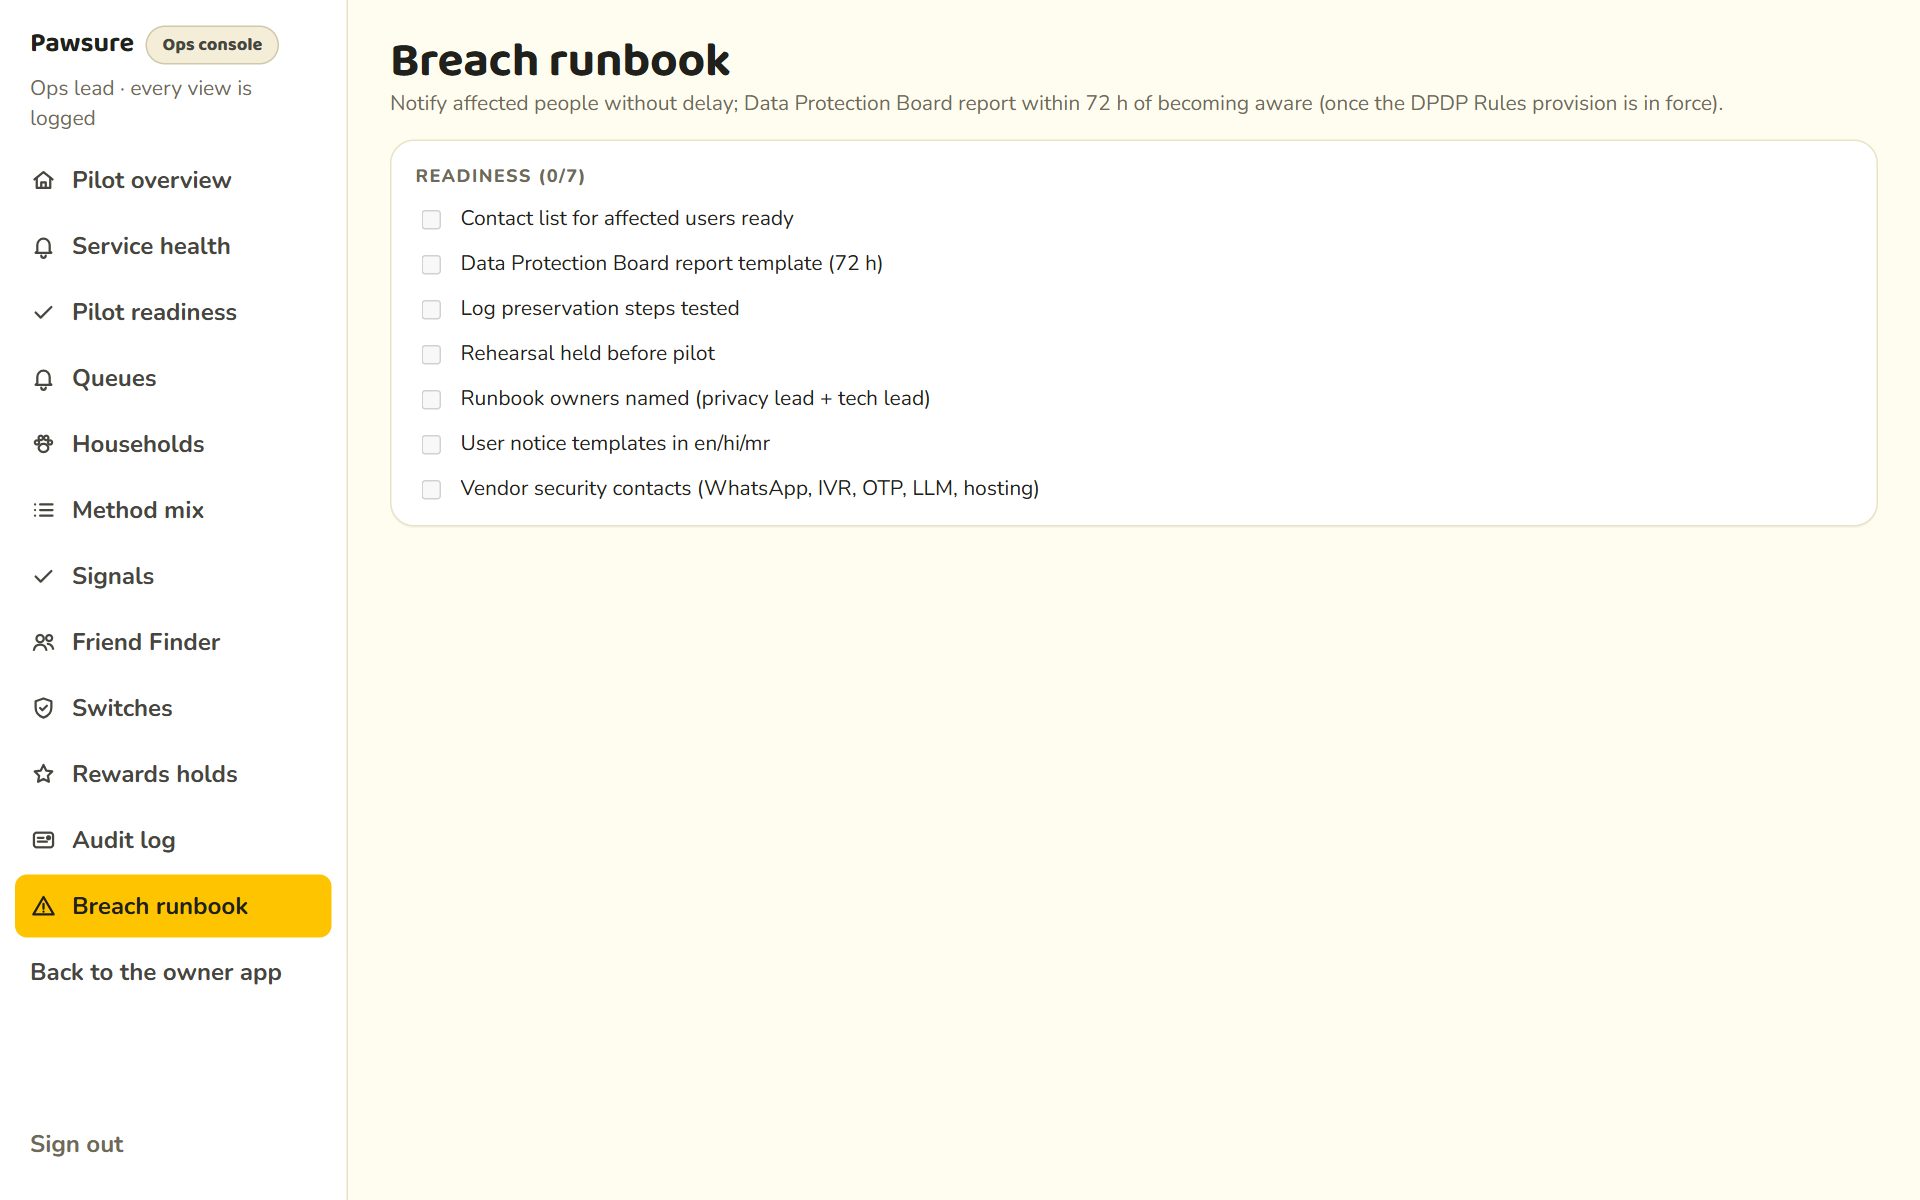 Pawsure
Ops console
Ops lead · every view is
logged
Pilot overview
Service health
Pilot readiness
Queues
Households
Method mix
Signals
Friend Finder
Switches
Rewards holds
Audit log
Breach runbook
Back to the owner app
Sign out
Breach runbook
Notify affected people without delay; Data Protection Board report within 72 h of becoming aware (once the DPDP Rules provision is in force).
READINESS (0/7)
Contact list for affected users ready
Data Protection Board report template (72 h)
Log preservation steps tested
Rehearsal held before pilot
Runbook owners named (privacy lead + tech lead)
User notice templates in en/hi/mr
Vendor security contacts (WhatsApp, IVR, OTP, LLM, hosting)